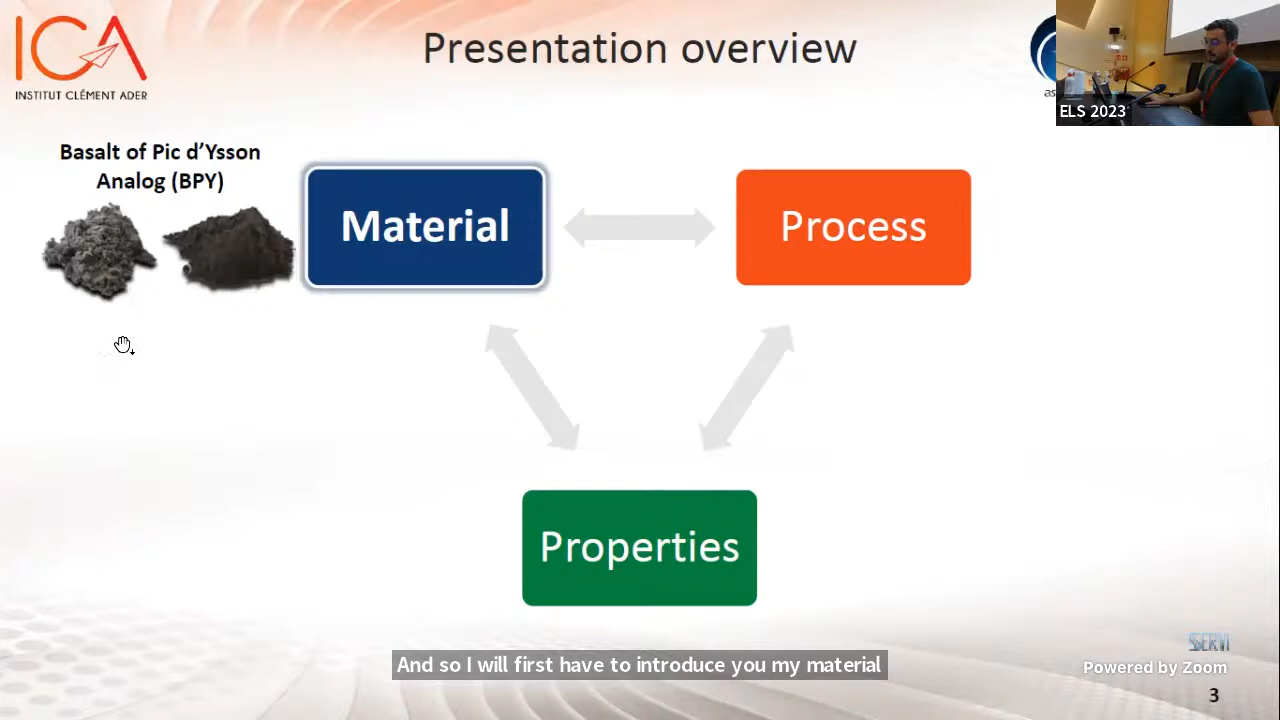 ICA
INSTITUT CLÉMENT ADER
Presentation overview
as
ELS 2023
Basalt of Pic d’Ysson
Analog (BPY)
Material
Process
Properties
And so I will first have to introduce you my material
Powered by Zoom
3